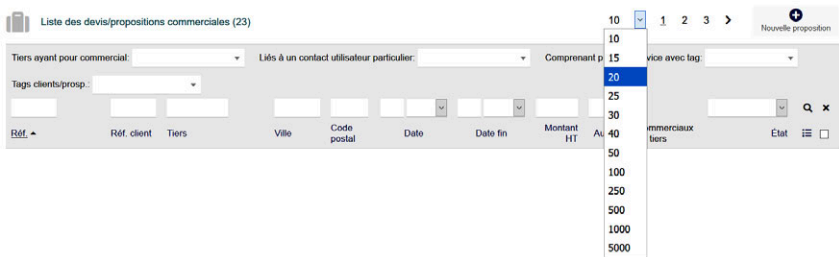 Liste des devis/propositions commerciales (23)
10 1 2 3
Nouvelle proposition
10
Tiers ayant pour commercial: Liés à un contact utilisateur particulier: Comprenant p vice avec tag:
15
20
Tags clients/prosp.:
25
30
Réf. Réf. client Tiers Ville Code postal Date Date fin Montant HT Au mmerciaux tiers État
40
50
100
250
500
1000
5000